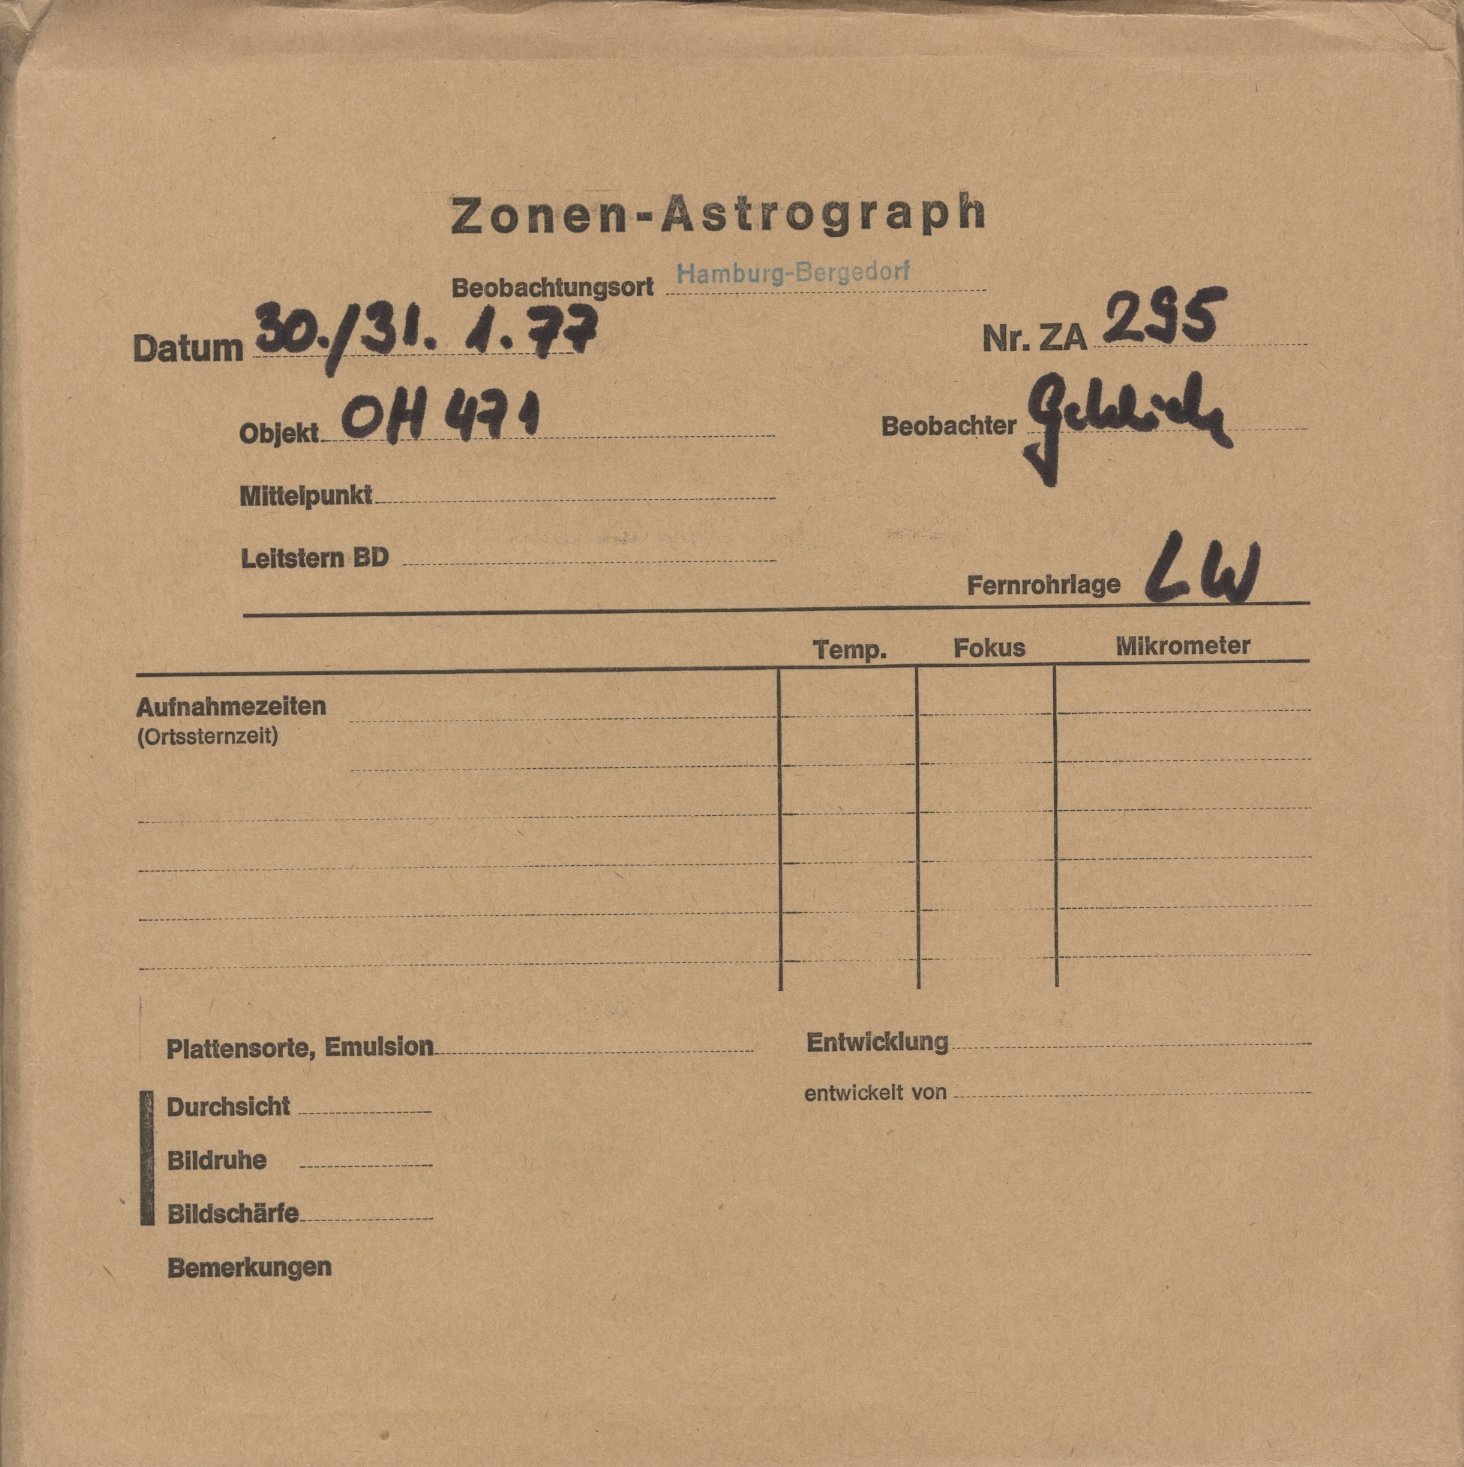 Zonen-Astrograph
Beobachtungsort Hamburg-Bergedorf
Datum 30./31. 1. 77 Nr. ZA 295
Objekt OH 471 Beobachter
Mittelpunkt
Leitstern BD
Fernrohrlage LW
Temp. Fokus Mikrometer
Aufnahmezeiten
(Ortssternzeit)
Plattensorte, Emulsion Entwicklung
Durchsicht entwickelt von
Bildruhe
Bildschärfe
Bemerkungen